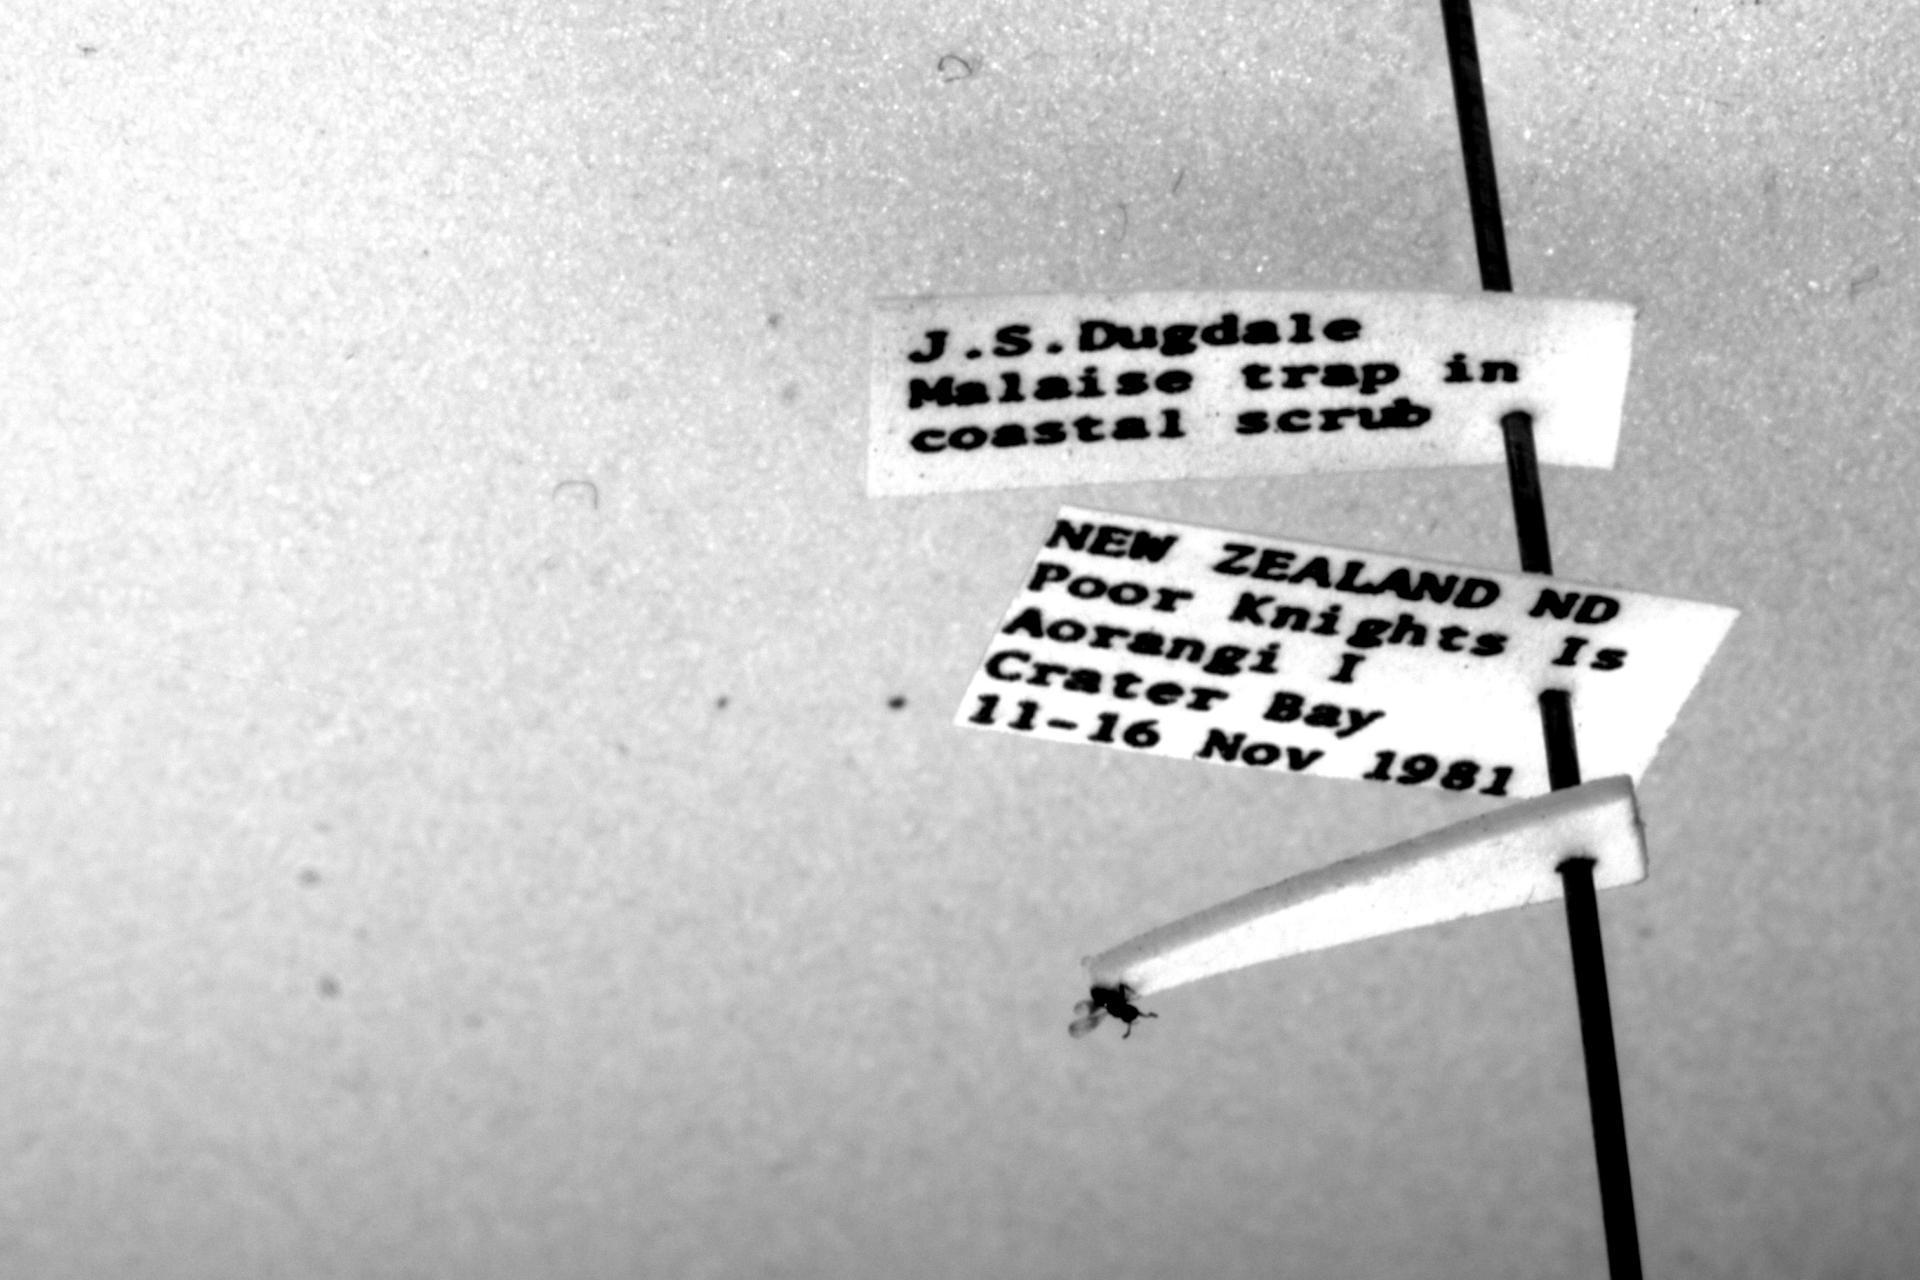 J.S.Dugdale
Malaise trap in
coastal scrub
NEW ZEALAND ND
Poor Knights Is
Aorangi I
Crater Bay
11-16 Nov 1981